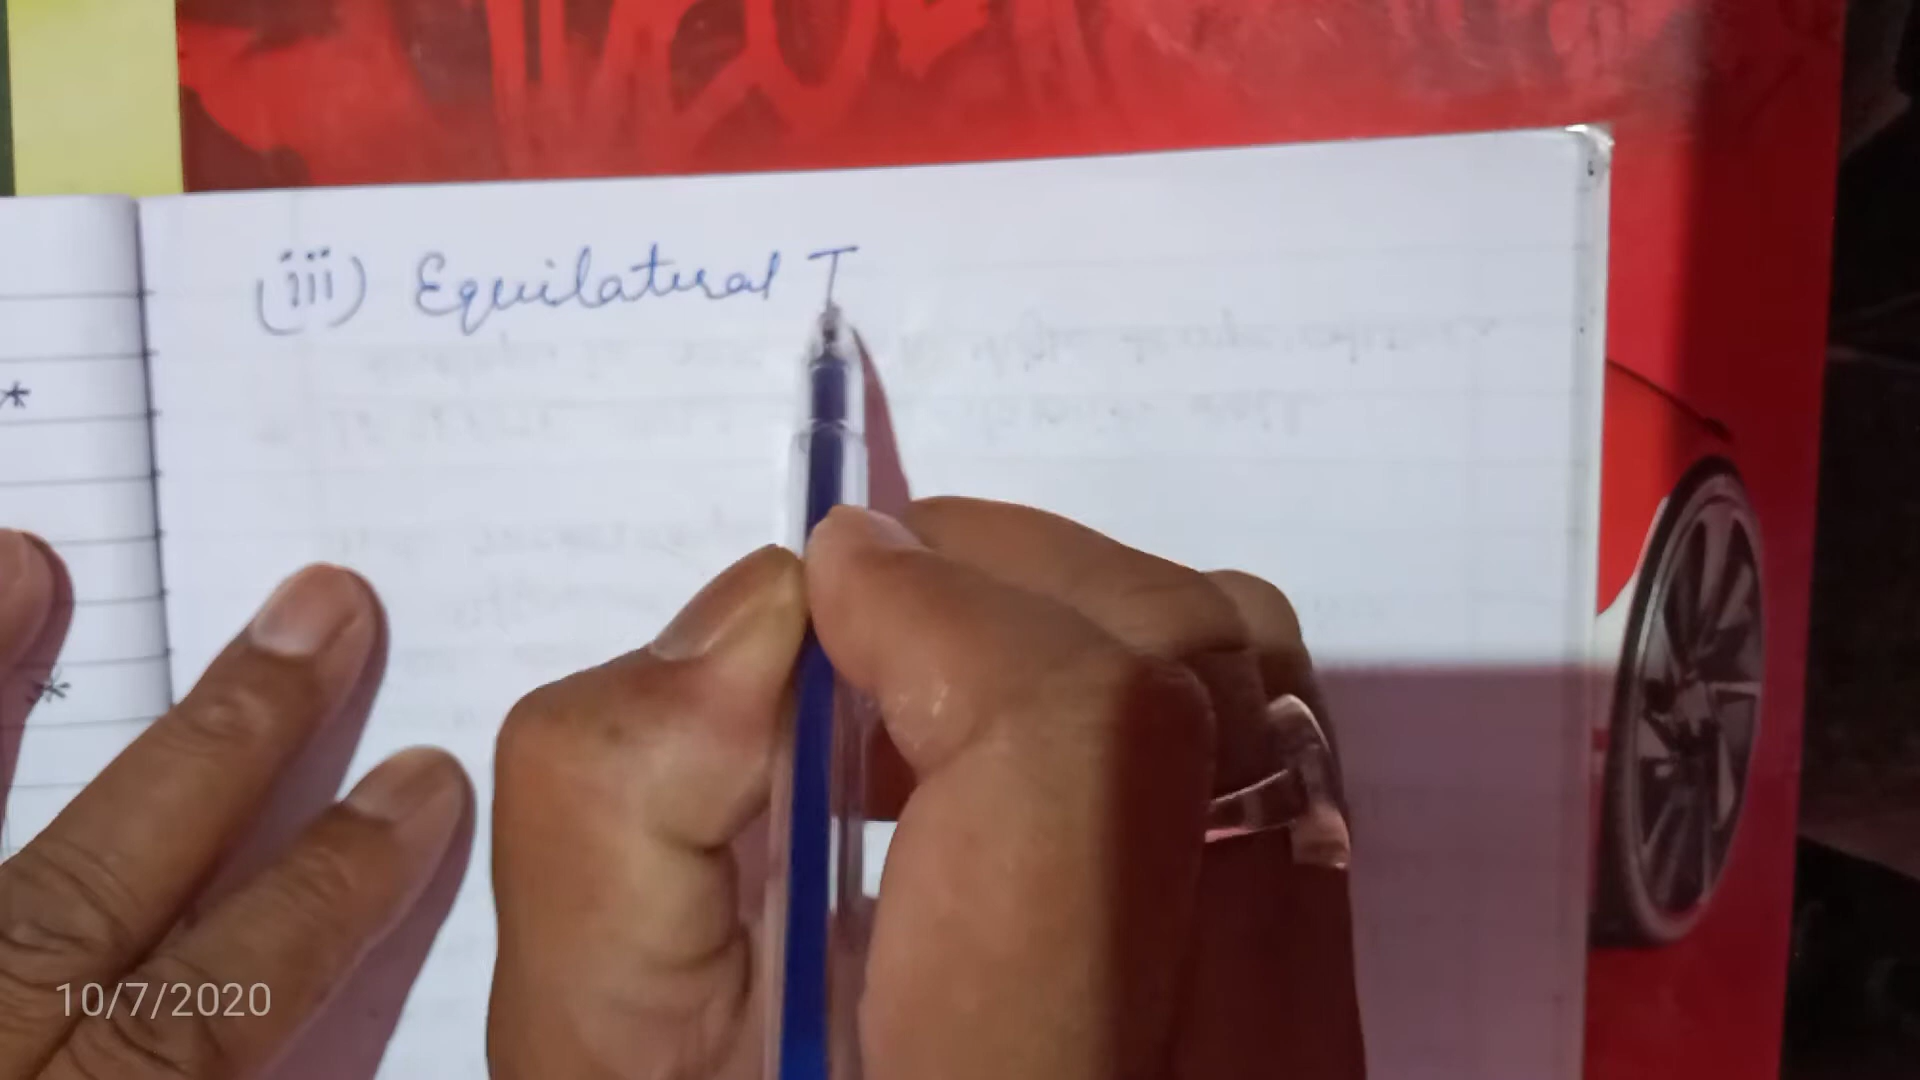 (iii) Equilateral T
*
*
10/7/2020